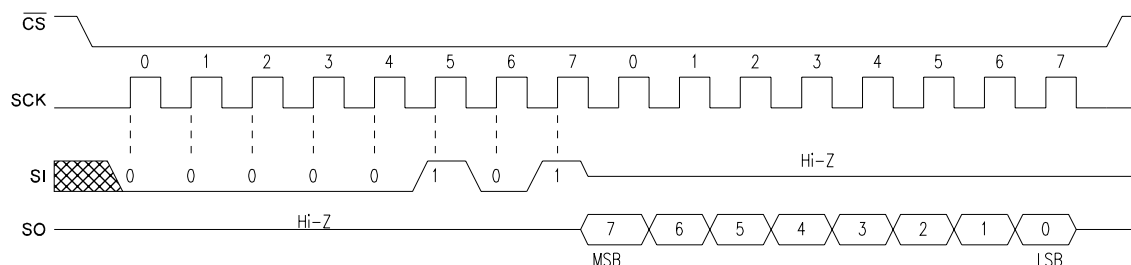 CS
0 1 2 3 4 5 6 7 0 1 2 3 4 5 6 7
SCK
Hi-Z
SI 0 0 0 0 0 1 0 1
Hi-Z
SO 7 6 5 4 3 2 1 0
MSB LSB